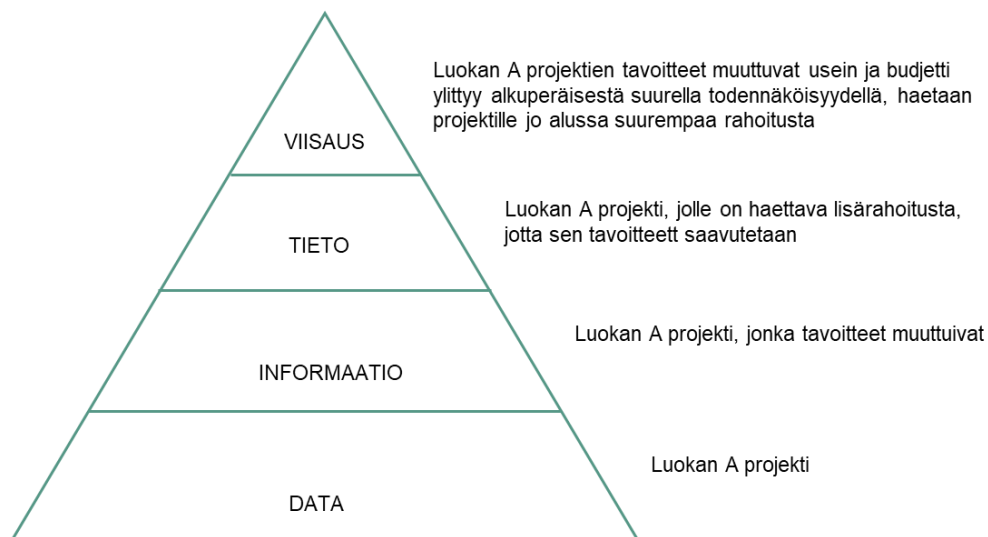 Luokan A projektien tavoitteet muuttuvat usein ja budjetti
ylittyy alkuperäisestä suurella todennäköisyydellä, haetaan
projektille jo alussa suurempaa rahoitusta
VIISAUS
Luokan A projekti, jolle on haettava lisärahoitusta,
jotta sen tavoitteett saavutetaan
TIETO
Luokan A projekti, jonka tavoitteet muuttuivat
INFORMAATIO
Luokan A projekti
DATA